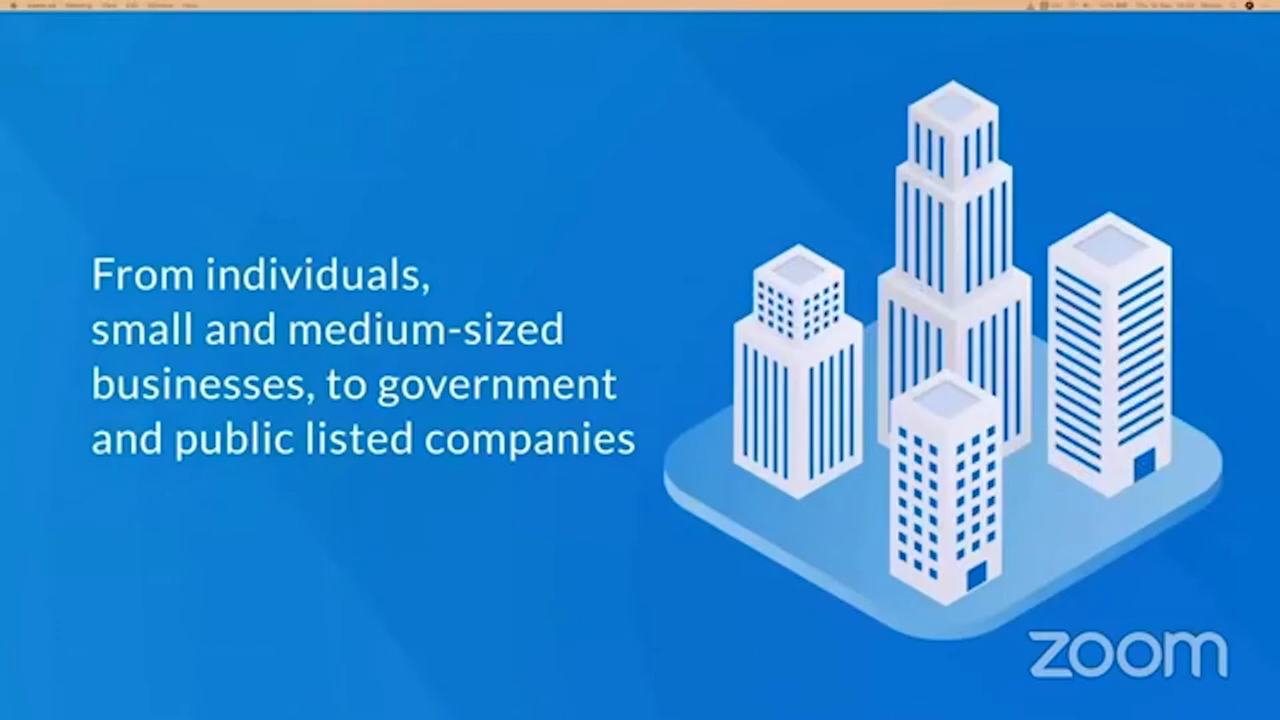 From individuals,
small and medium-sized
businesses, to government
and public listed companies
zoom